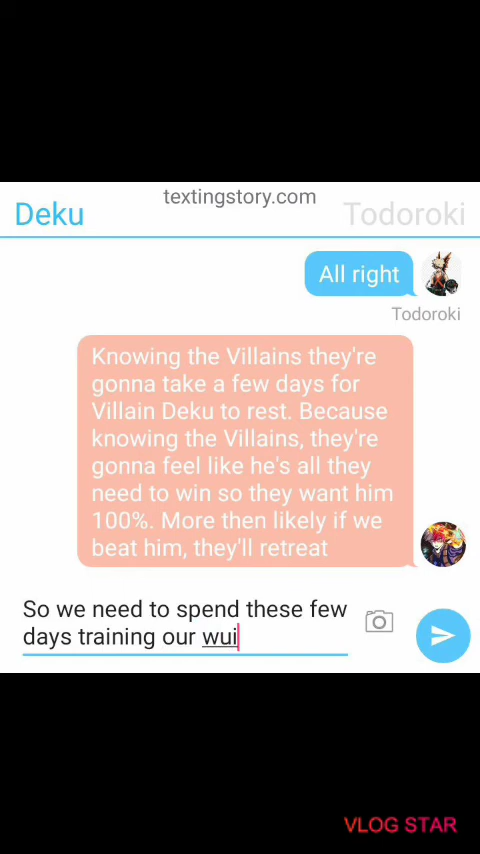 textingstory.com
Deku
Todoroki
All right
Todoroki
Knowing the Villains they're
gonna take a few days for
Villain Deku to rest. Because
knowing the Villains, they're
gonna feel like he's all they
need to win so they want him
100%. More then likely if we
beat him, they'll retreat
So we need to spend these few
days training our wui
VLOG STAR